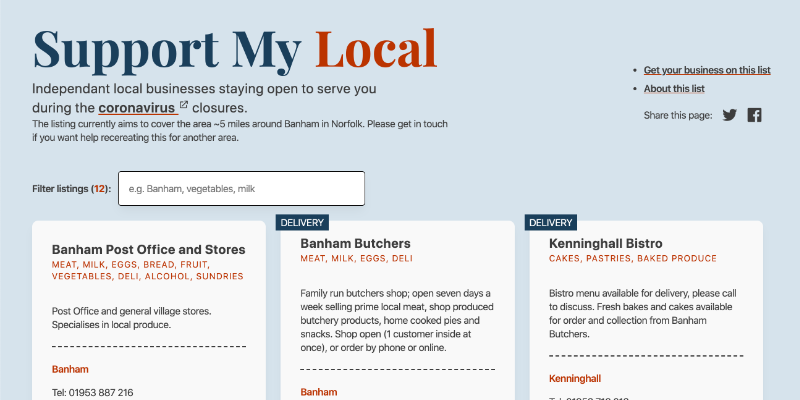 Support My Local
Independant local businesses staying open to serve you
during the coronavirus closures.
The listing currently aims to cover the area ~5 miles around Banham in Norfolk. Please get in touch
if you want help recereating this for another area.
Get your business on this list
About this list
Share this page:
Filter listings (12):
e.g. Banham, vegetables, milk
Banham Post Office and Stores
MEAT, MILK, EGGS, BREAD, FRUIT,
VEGETABLES, DELI, ALCOHOL, SUNDRIES
Post Office and general village stores.
Specialises in local produce.
Banham
Tel: 01953 887 216
DELIVERY
Banham Butchers
MEAT, MILK, EGGS, DELI
Family run butchers shop; open seven days a
week selling prime local meat, shop produced
butchery products, home cooked pies and
snacks. Shop open (1 customer inside at
once), or order by phone or online.
Banham
DELIVERY
Kenninghall Bistro
CAKES, PASTRIES, BAKED PRODUCE
Bistro menu available for delivery, please call
to discuss. Fresh bakes and cakes available
for order and collection from Banham
Butchers.
Kenninghall